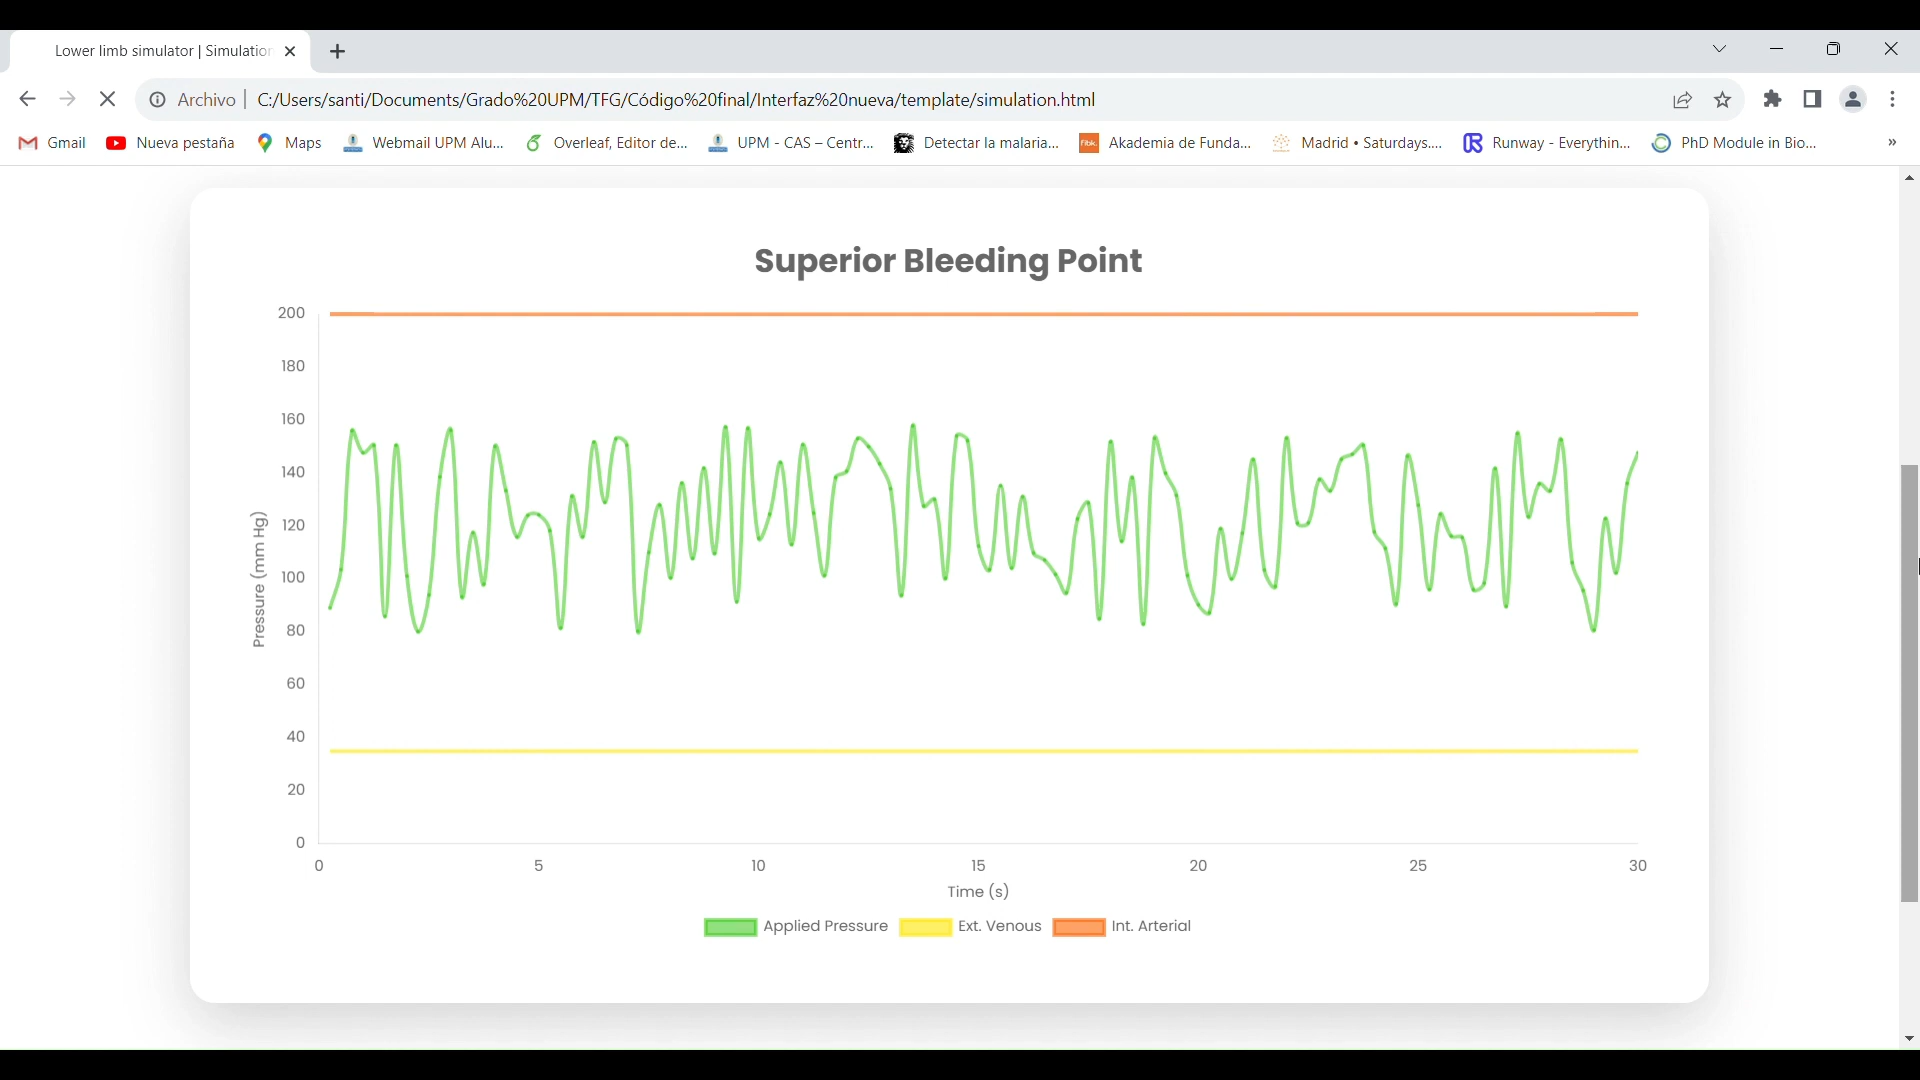 Lower limb simulator | Simulation
Archivo C:/Users/santi/Documents/Grado%20UPM/TFG/Código%20final/Interfaz%20nueva/template/simulation.html
Gmail Nueva pestaña Maps Webmail UPM Alu... Overleaf, Editor de... UPM - CAS – Centr... Detectar la malaria... fibk. Akademia de Funda... Madrid • Saturdays.... Runway - Everythin... PhD Module in Bio... »
Superior Bleeding Point
200
180
160
140
120
100
80
60
40
20
0
Pressure (mm Hg)
0 5 10 15 20 25 30
Time (s)
Applied Pressure Ext. Venous Int. Arterial